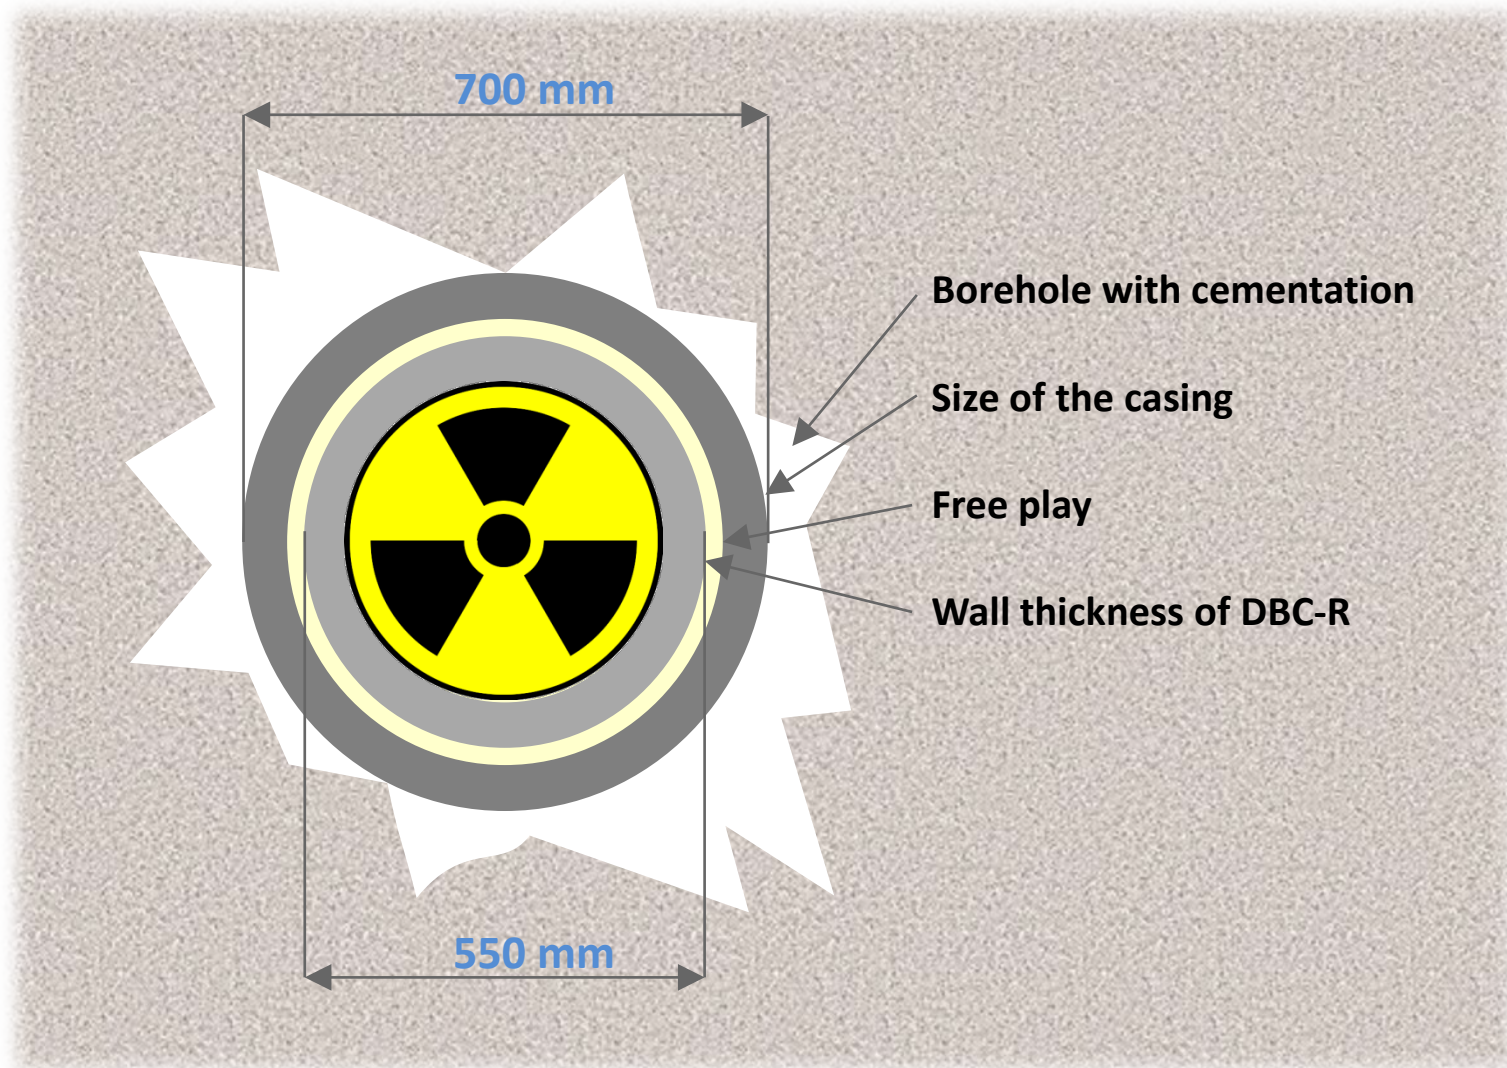 700 mm
Borehole with cementation
Size of the casing
Free play
Wall thickness of DBC-R
550 mm